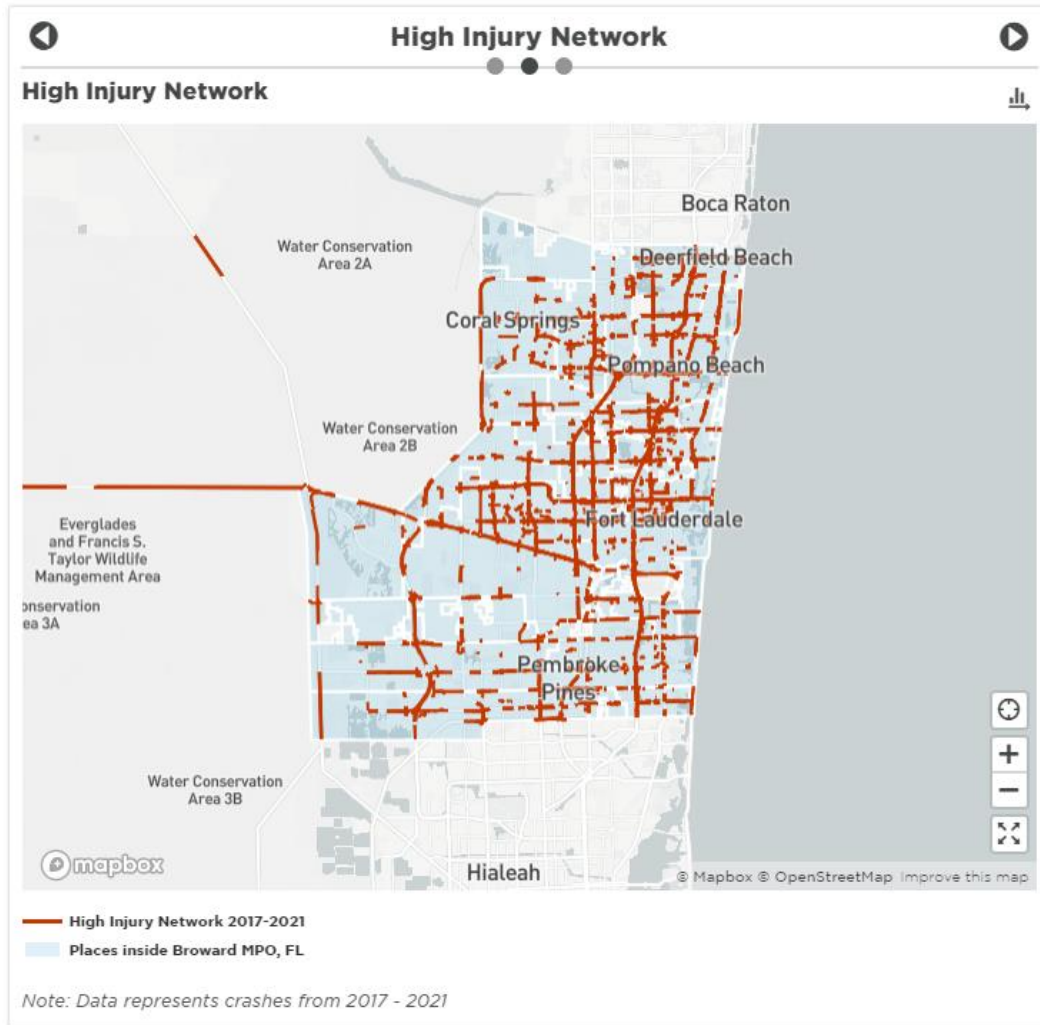 High Injury Network
High Injury Network
Boca Raton
Water Conservation
Area 2A
Deerfield Beach
Coral Springs
Pompano Beach
Water Conservation
Area 2B
Everglades
and Francis S.
Taylor Wildlife
Management Area
Fort Lauderdale
onservation
ea 3A
Pembroke
Pines
Water Conservation
Area 3B
Hialeah
mapbox
© Mapbox © OpenStreetMap Improve this map
High Injury Network 2017-2021
Places inside Broward MPO, FL
Note: Data represents crashes from 2017 - 2021